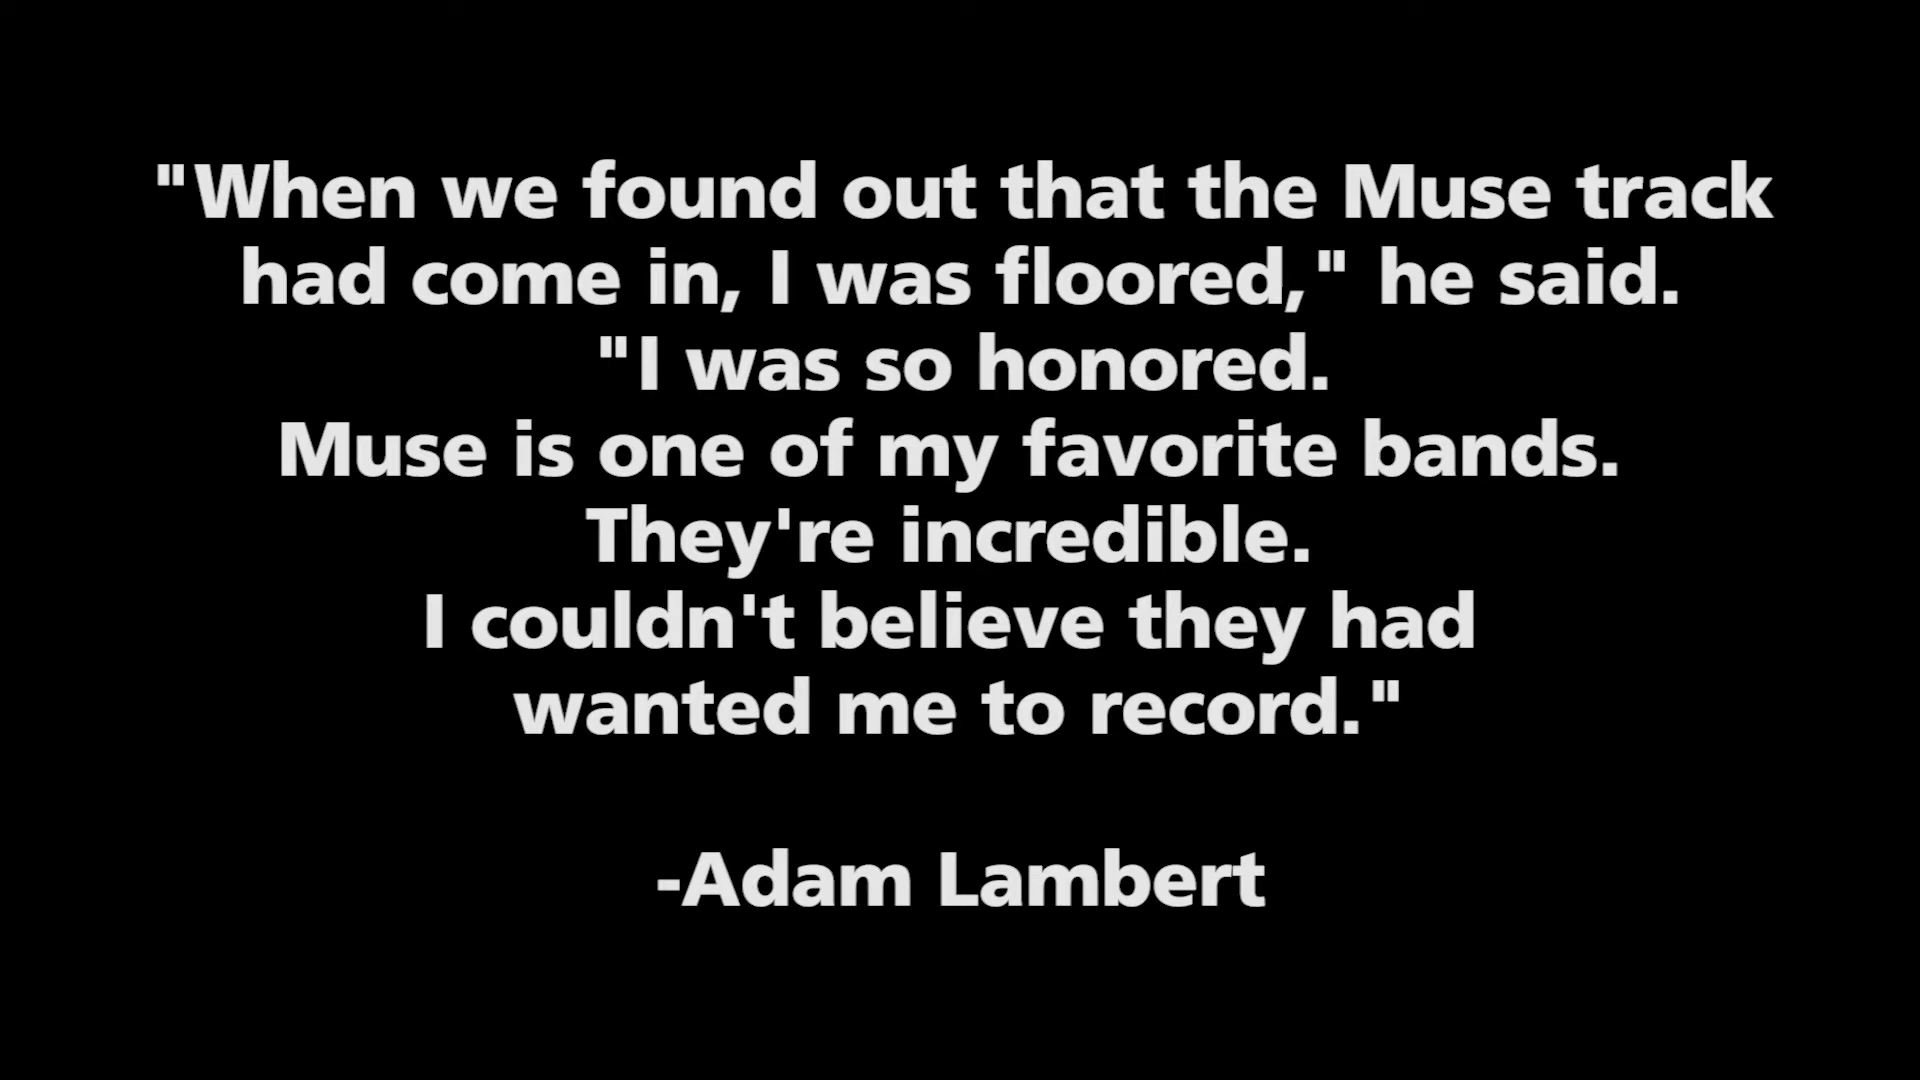 "When we found out that the Muse track
had come in, I was floored," he said.
"I was so honored.
Muse is one of my favorite bands.
They're incredible.
I couldn't believe they had
wanted me to record."
-Adam Lambert